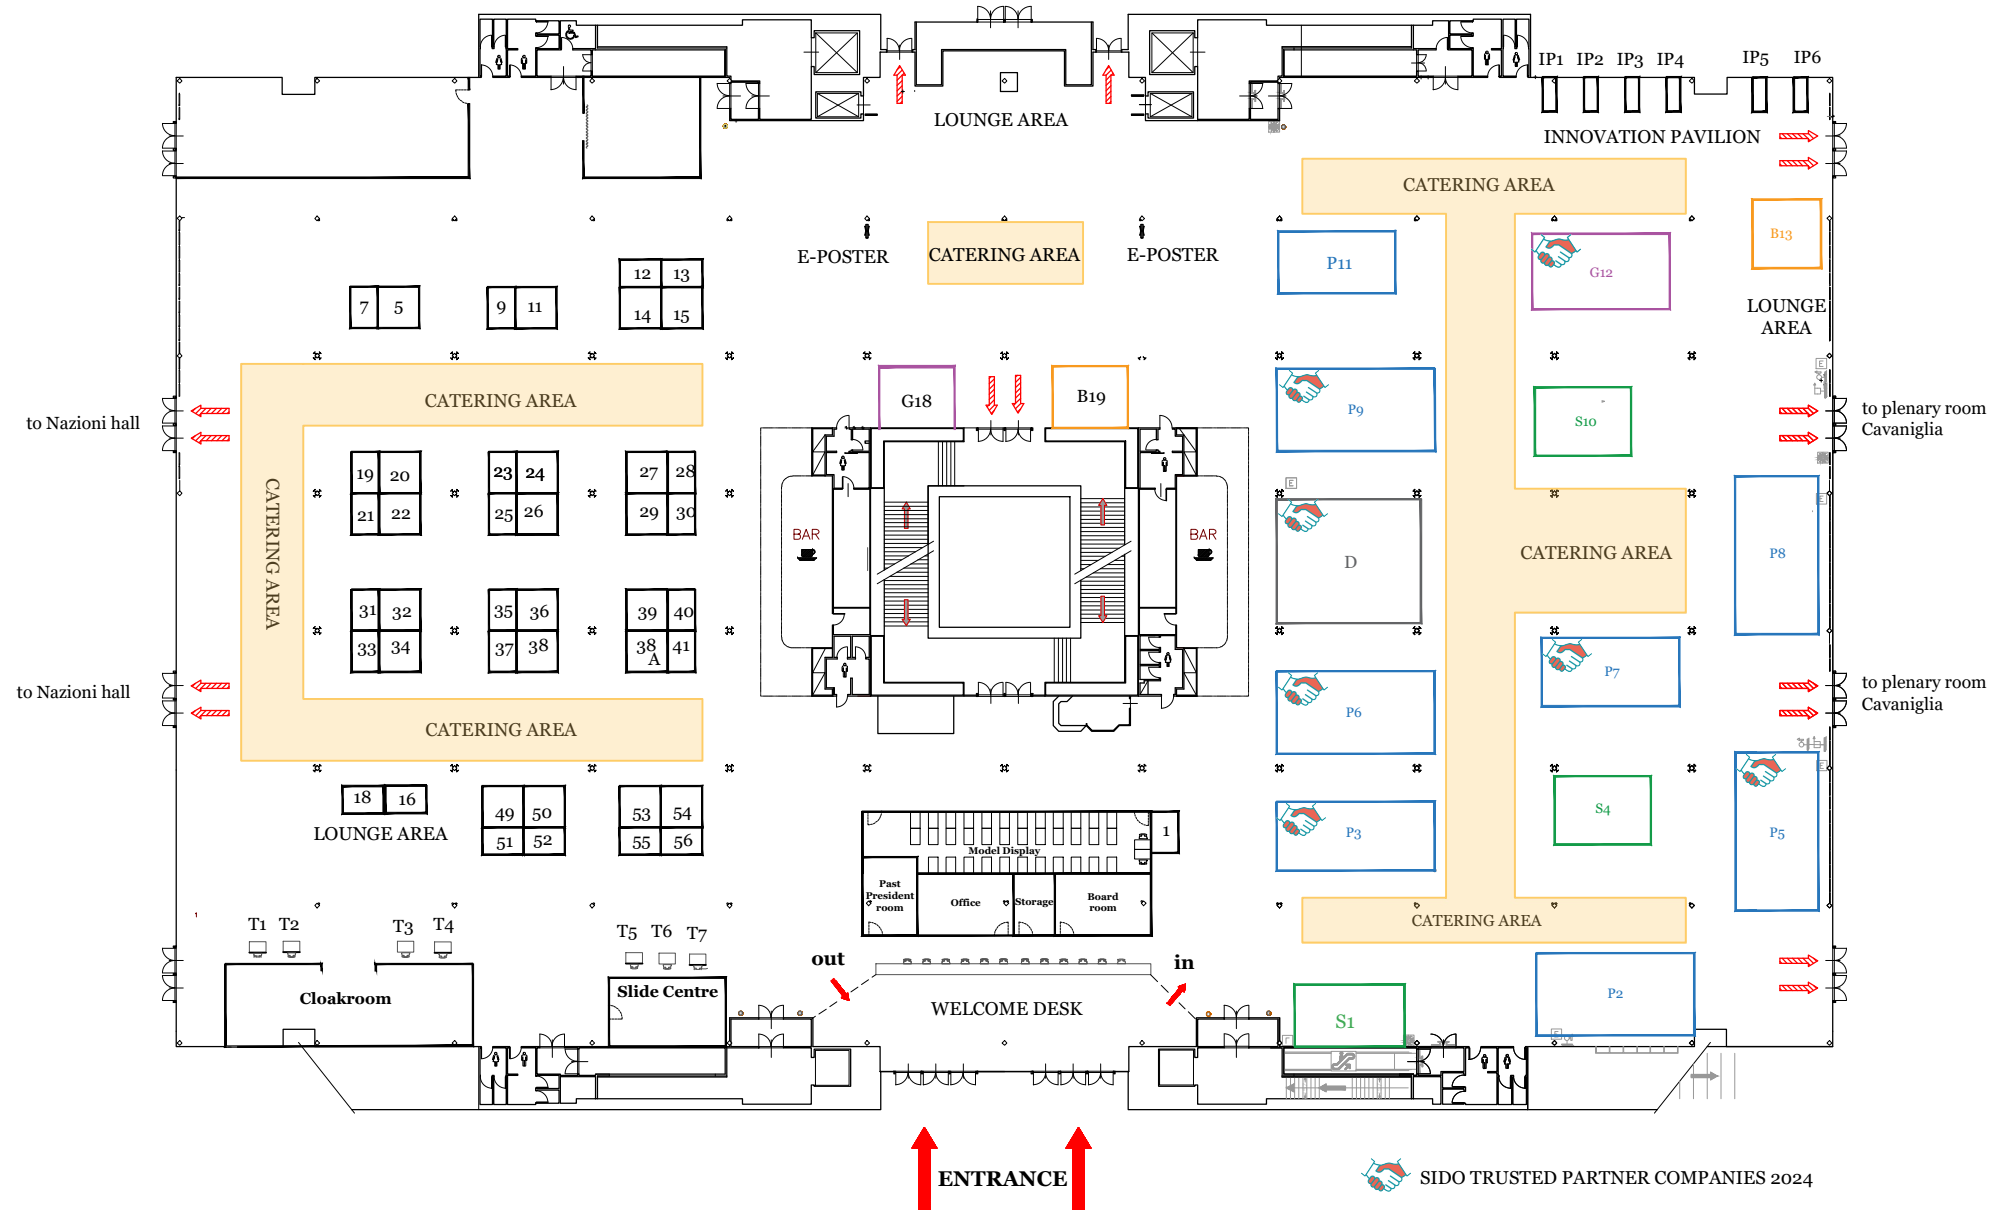 IP1 IP2 IP3 IP4 IP5 IP6
LOUNGE AREA
INNOVATION PAVILION
CATERING AREA
B13
E-POSTER
CATERING AREA
E-POSTER
P11
G12
12 13
14 15
7 5
9 11
LOUNGE
AREA
CATERING AREA
G18
B19
P9
S10
to Nazioni hall
to plenary room
Cavaniglia
19 20
21 22
23 24
25 26
27 28
29 30
E
E
E
CATERING AREA
BAR
BAR
D
CATERING AREA
P8
31 32
33 34
35 36
37 38
39 40
38 41
A
to Nazioni hall
P6
P7
to plenary room
Cavaniglia
CATERING AREA
E
18 16
LOUNGE AREA
49 50
51 52
53 54
55 56
1
Model Display
Past
President
room
Office
Storage
Board
room
P3
S4
P5
1
T1 T2 T3 T4
T5 T6 T7
CATERING AREA
Cloakroom
Slide Centre
out
in
WELCOME DESK
S1
P2
E
ENTRANCE
SIDO TRUSTED PARTNER COMPANIES 2024